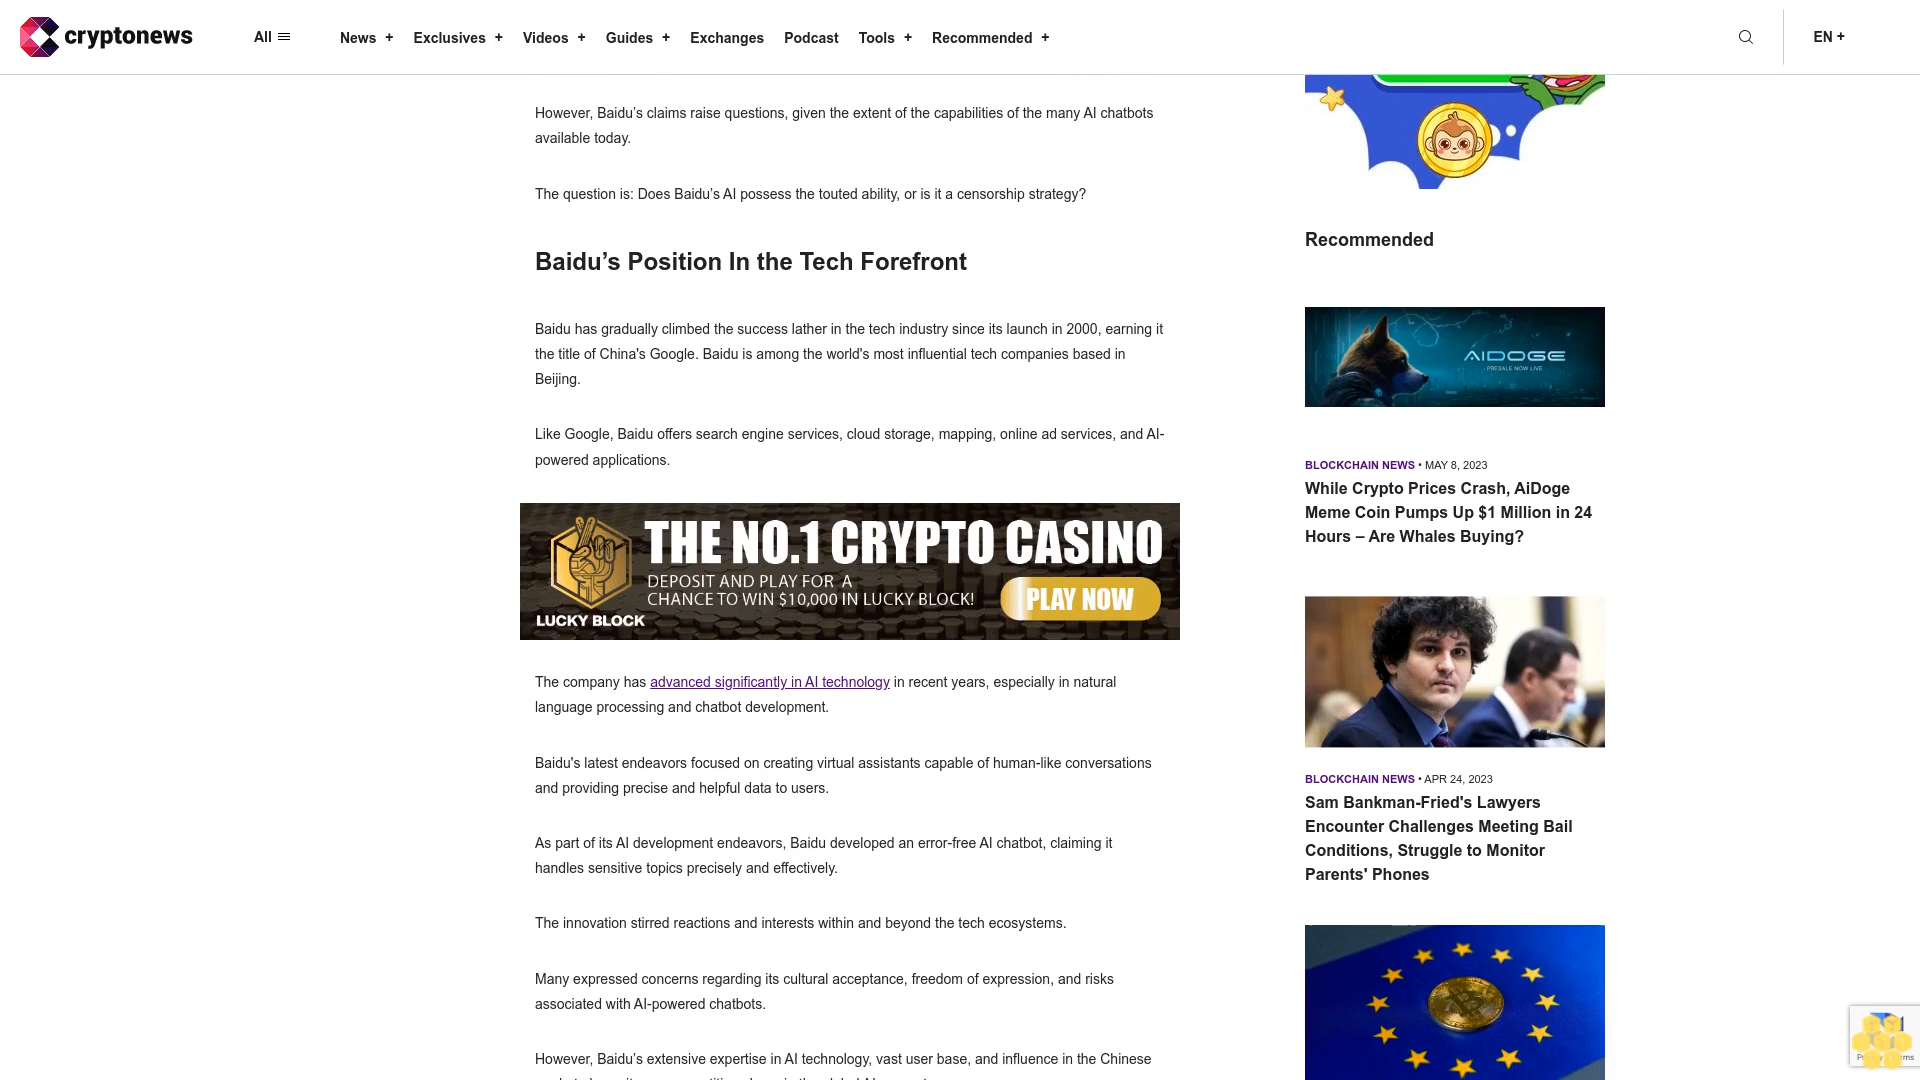 cryptonews
All
News +
Exclusives +
Videos +
Guides +
Exchanges
Podcast
Tools +
Recommended +
EN +
However, Baidu’s claims raise questions, given the extent of the capabilities of the many AI chatbots
available today.
The question is: Does Baidu’s AI possess the touted ability, or is it a censorship strategy?
Baidu’s Position In the Tech Forefront
Baidu has gradually climbed the success lather in the tech industry since its launch in 2000, earning it
the title of China's Google. Baidu is among the world's most influential tech companies based in
Beijing.
Like Google, Baidu offers search engine services, cloud storage, mapping, online ad services, and AI-
powered applications.
THE NO.1 CRYPTO CASINO
DEPOSIT AND PLAY FOR A
CHANCE TO WIN $10,000 IN LUCKY BLOCK!
PLAY NOW
LUCKY BLOCK
The company has advanced significantly in AI technology in recent years, especially in natural
language processing and chatbot development.
Baidu's latest endeavors focused on creating virtual assistants capable of human-like conversations
and providing precise and helpful data to users.
As part of its AI development endeavors, Baidu developed an error-free AI chatbot, claiming it
handles sensitive topics precisely and effectively.
The innovation stirred reactions and interests within and beyond the tech ecosystems.
Many expressed concerns regarding its cultural acceptance, freedom of expression, and risks
associated with AI-powered chatbots.
However, Baidu’s extensive expertise in AI technology, vast user base, and influence in the Chinese
Recommended
AIDOGE
PRESALE NOW LIVE
BLOCKCHAIN NEWS • MAY 8, 2023
While Crypto Prices Crash, AiDoge
Meme Coin Pumps Up $1 Million in 24
Hours – Are Whales Buying?
BLOCKCHAIN NEWS • APR 24, 2023
Sam Bankman-Fried's Lawyers
Encounter Challenges Meeting Bail
Conditions, Struggle to Monitor
Parents' Phones